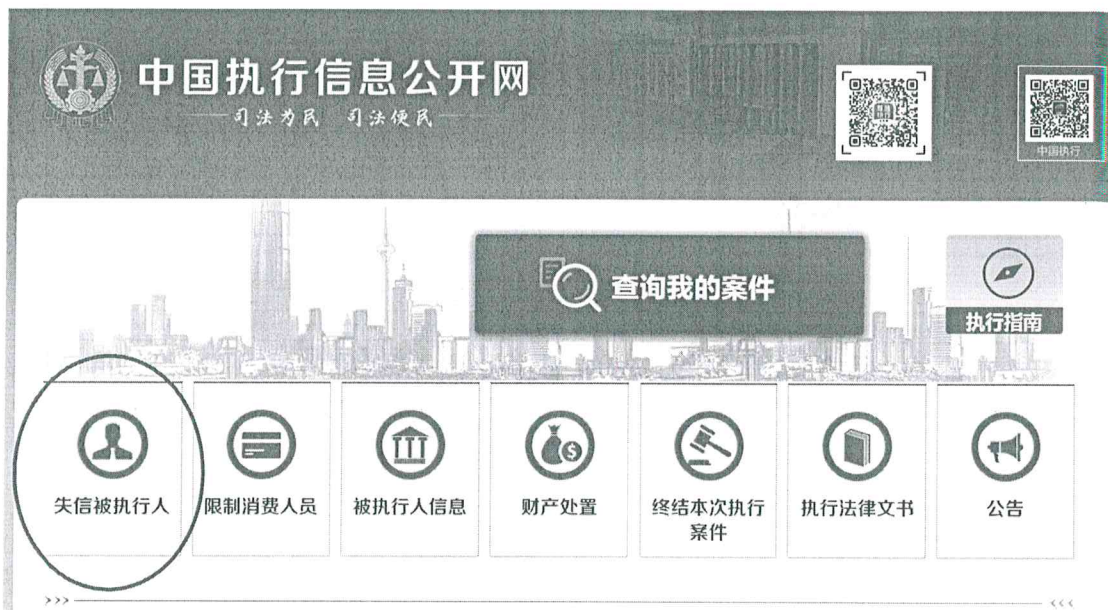 中国执行信息公开网
司法为民 司法便民
中国执行
查询我的案件
执行指南
失信被执行人
限制消费人员
被执行人信息
财产处置
终结本次执行
案件
执行法律文书
公告